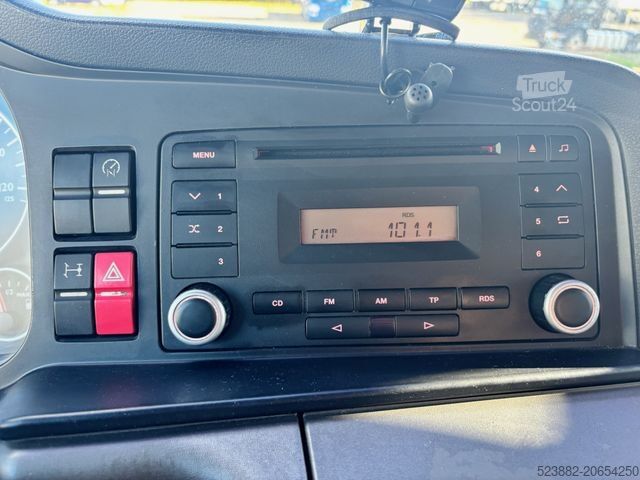 Truck
Scout24
MENU
4
1
RDS
5
2
FMP 101.1
6
3
CD FM AM TP RDS
120
125
523882-20654250